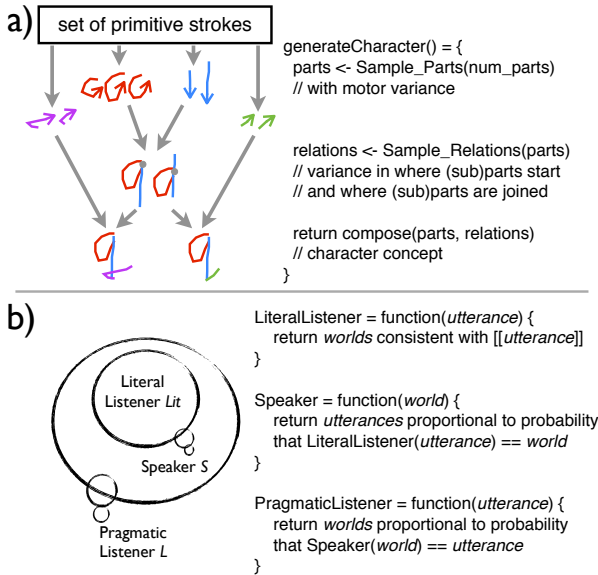 a)
set of primitive strokes
generateCharacter() = {
parts <- Sample_Parts(num_parts)
// with motor variance
relations <- Sample_Relations(parts)
// variance in where (sub)parts start
// and where (sub)parts are joined
return compose(parts, relations)
// character concept
}
b)
Literal
Listener Lit
Speaker S
Pragmatic
Listener L
LiteralListener = function(utterance) {
return worlds consistent with [[utterance]]
}
Speaker = function(world) {
return utterances proportional to probability
that LiteralListener(utterance) == world
}
PragmaticListener = function(utterance) {
return worlds proportional to probability
that Speaker(world) == utterance
}